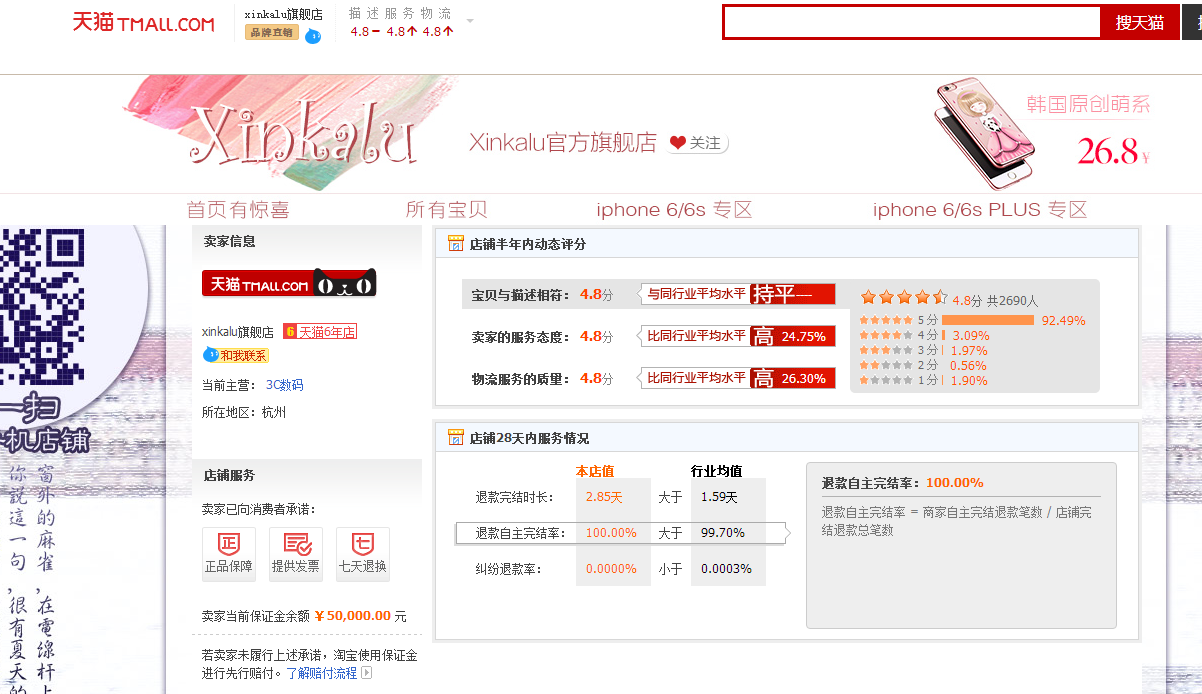 天猫 TMALL.COM
xinkalu旗舰店
品牌直销
描 述 服 务 物 流
4.8 4.8 4.8
搜天猫
Xinkalu
Xinkalu官方旗舰店
关注
韩国原创萌系
26.8¥
首页有惊喜
所有宝贝
iphone 6/6s 专区
iphone 6/6s PLUS 专区
一扫
机店铺
窗外的麻雀
,在電線杆上
你説這一句
,很有夏天的
卖家信息
天猫 TMALL.COM
xinkalu旗舰店 6 天猫6年店
和我联系
当前主营: 3C数码
所在地区: 杭州
店铺服务
卖家已向消费者承诺:
正
正品保障
提供发票
七
七天退换
卖家当前保证金余额 ¥ 50,000.00 元
若卖家未履行上述承诺，淘宝使用保证金
进行先行赔付。了解赔付流程
店铺半年内动态评分
宝贝与描述相符: 4.8分 与同行业平均水平 持平----
卖家的服务态度: 4.8分 比同行业平均水平 高 24.75%
物流服务的质量: 4.8分 比同行业平均水平 高 26.30%
4.8分 共2690人
5分 92.49%
4分 3.09%
3分 1.97%
2分 0.56%
1分 1.90%
店铺28天内服务情况
本店值 行业均值
退款完结时长: 2.85天 大于 1.59天
退款自主完结率: 100.00% 大于 99.70%
纠纷退款率: 0.0000% 小于 0.0003%
退款自主完结率: 100.00%
退款自主完结率 = 商家自主完结退款笔数 / 店铺完
结退款总笔数